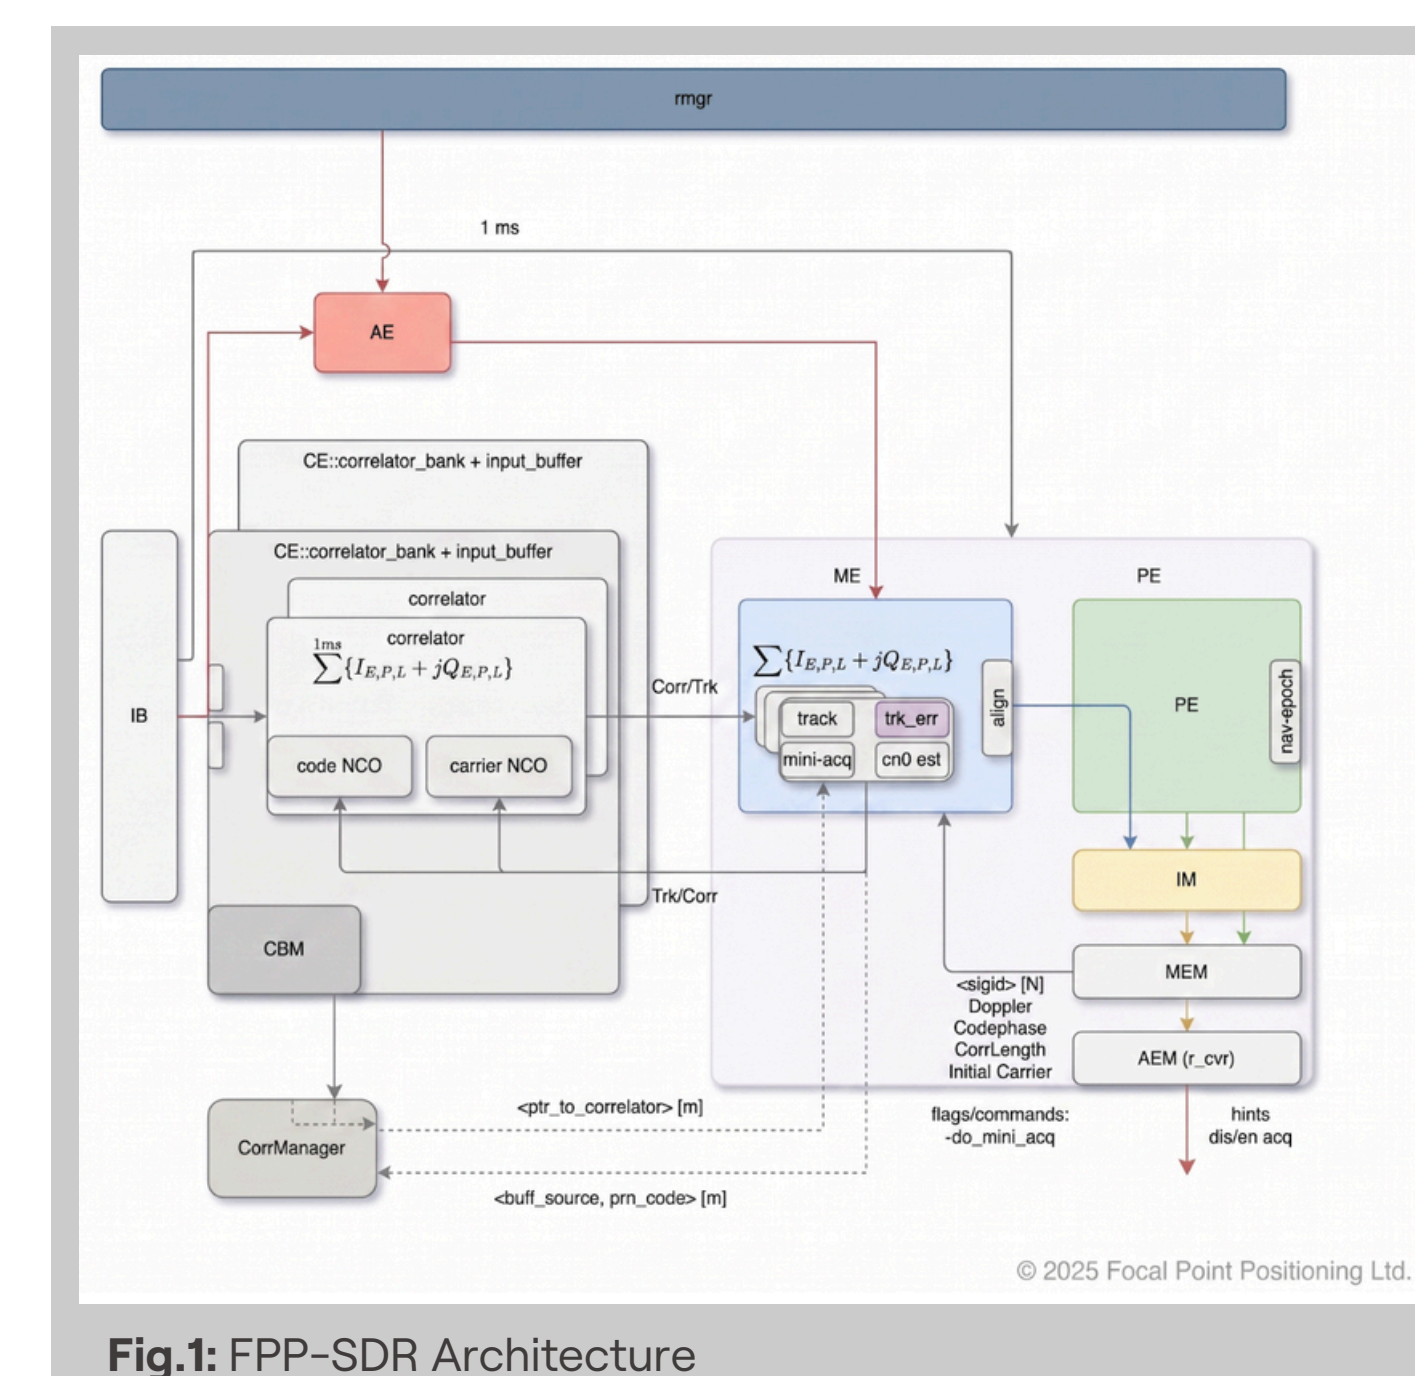 rmgr
1 ms
AE
CE::correlator_bank + input_buffer
CE::correlator_bank + input_buffer
correlator
correlator
1ms
∑{I_{E,P,L} + jQ_{E,P,L}}
code NCO
carrier NCO
IB
CBM
CorrManager
Corr/Trk
Trk/Corr
ME
PE
∑{I_{E,P,L} + jQ_{E,P,L}}
track
trk_err
mini-acq
cn0 est
align
PE
nav-epoch
IM
MEM
AEM (r_cvr)
<sigid> [N]
Doppler
Codephase
CorrLength
Initial Carrier
<ptr_to_correlator> [m]
<buff_source, prn_code> [m]
flags/commands:
-do_mini_acq
hints
dis/en acq
© 2025 Focal Point Positioning Ltd.
Fig.1: FPP-SDR Architecture